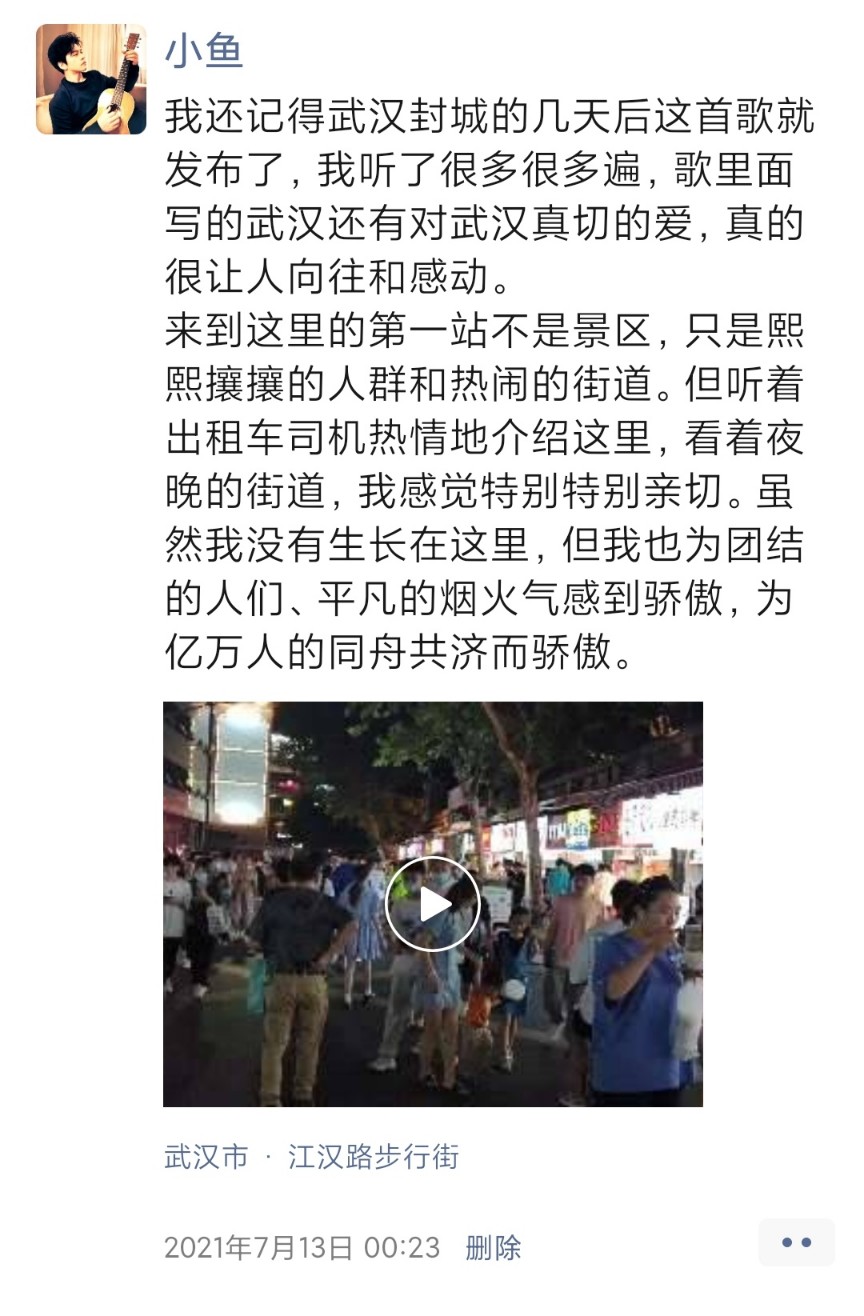 小鱼
我还记得武汉封城的几天后这首歌就
发布了，我听了很多很多遍，歌里面
写的武汉还有对武汉真切的爱，真的
很让人向往和感动。
来到这里的第一站不是景区，只是熙
熙攘攘的人群和热闹的街道。但听着
出租车司机热情地介绍这里，看着夜
晚的街道，我感觉特别特别亲切。虽
然我没有生长在这里，但我也为团结
的人们、平凡的烟火气感到骄傲，为
亿万人的同舟共济而骄傲。
武汉市 · 江汉路步行街
2021年7月13日 00:23 删除